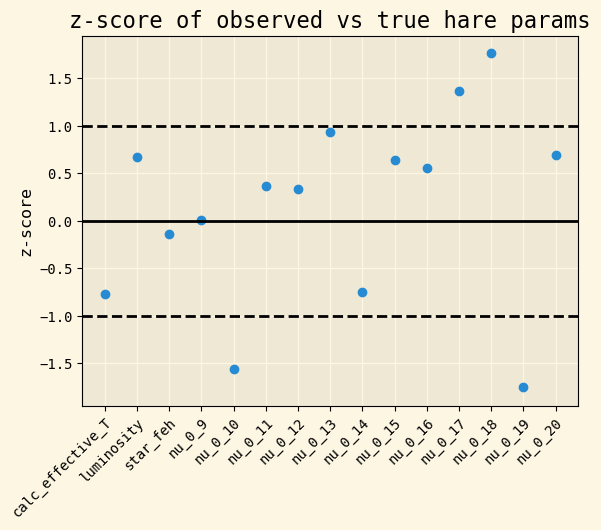 z-score of observed vs true hare params
z-score
1.5
1.0
0.5
0.0
−0.5
−1.0
−1.5
calc_effective_T
luminosity
star_feh
nu_0_9
nu_0_10
nu_0_11
nu_0_12
nu_0_13
nu_0_14
nu_0_15
nu_0_16
nu_0_17
nu_0_18
nu_0_19
nu_0_20